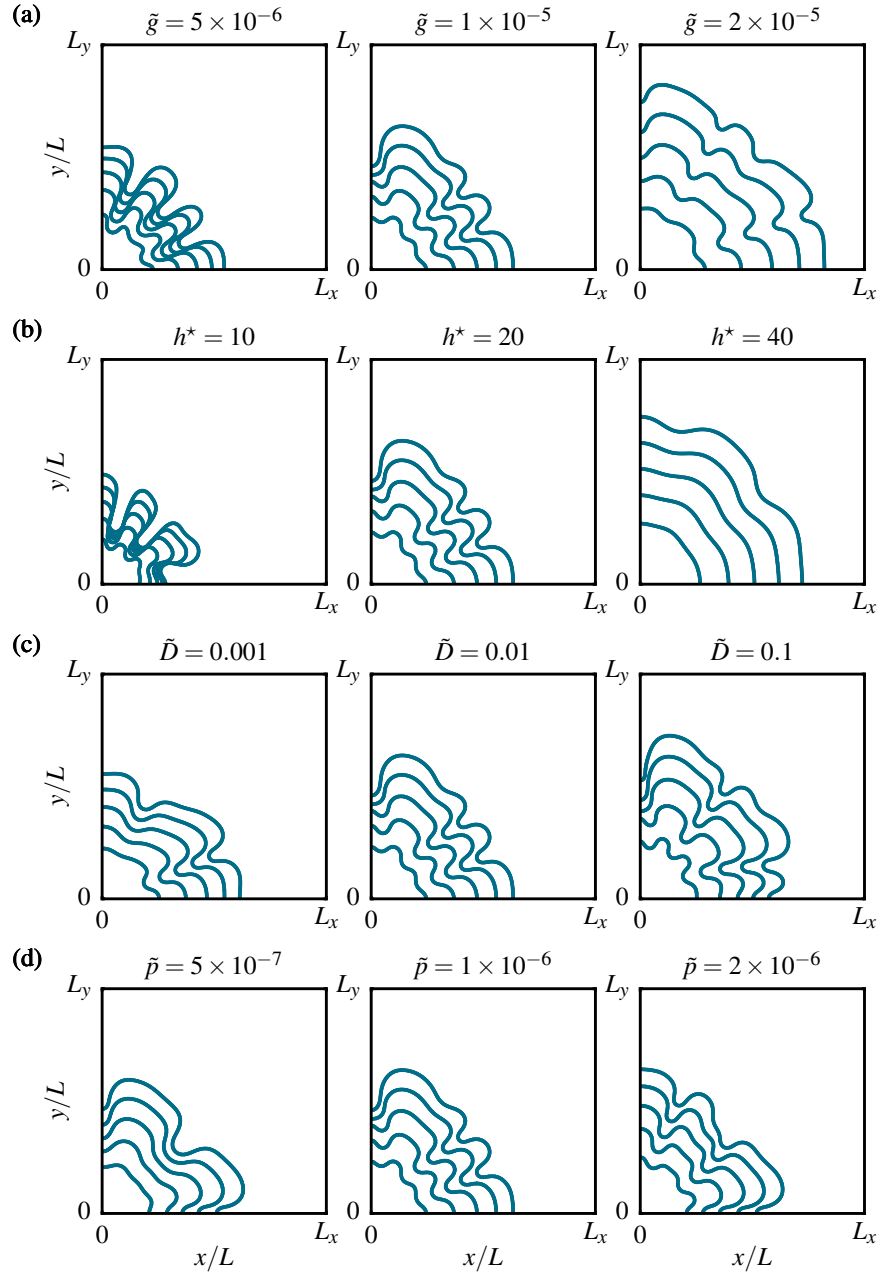 (a)
g̃ = 5 × 10⁻⁶ g̃ = 1 × 10⁻⁵ g̃ = 2 × 10⁻⁵
L_y L_y L_y
y/L
0 0 0
0 L_x 0 L_x 0 L_x
(b)
h⋆ = 10 h⋆ = 20 h⋆ = 40
L_y L_y L_y
y/L
0 0 0
0 L_x 0 L_x 0 L_x
(c)
D̃ = 0.001 D̃ = 0.01 D̃ = 0.1
L_y L_y L_y
y/L
0 0 0
0 L_x 0 L_x 0 L_x
(d)
p̃ = 5 × 10⁻⁷ p̃ = 1 × 10⁻⁶ p̃ = 2 × 10⁻⁶
L_y L_y L_y
y/L
0 0 0
0 L_x 0 L_x 0 L_x
x/L x/L x/L